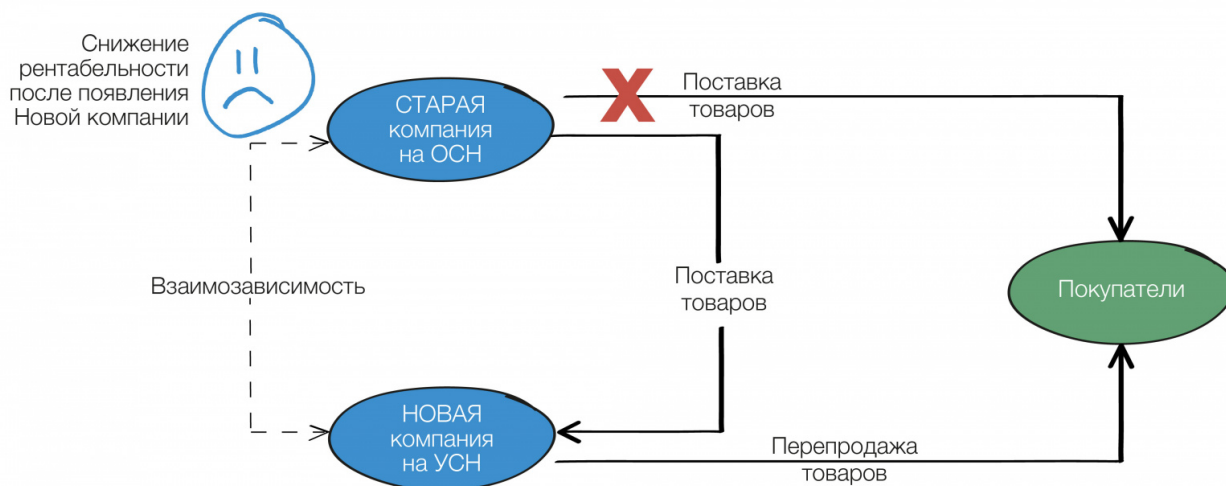 Снижение
рентабельности
после появления
Новой компании
СТАРАЯ
компания
на ОСН
Поставка
товаров
Взаимозависимость
Поставка
товаров
Покупатели
НОВАЯ
компания
на УСН
Перепродажа
товаров